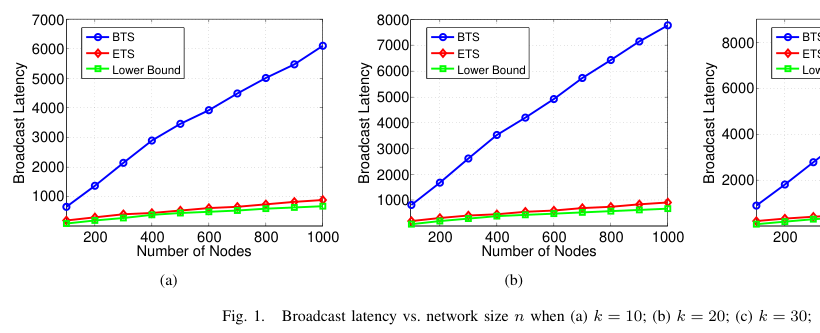 7000
6000
5000
4000
3000
2000
1000
Broadcast Latency
BTS
ETS
Lower Bound
200 400 600 800 1000
Number of Nodes
(a)
8000
7000
6000
5000
4000
3000
2000
1000
Broadcast Latency
BTS
ETS
Lower Bound
200 400 600 800 1000
Number of Nodes
(b)
8000
6000
4000
2000
Broadcast Latency
BTS
ETS
Lower
200
Fig. 1. Broadcast latency vs. network size n when (a) k = 10; (b) k = 20; (c) k = 30;